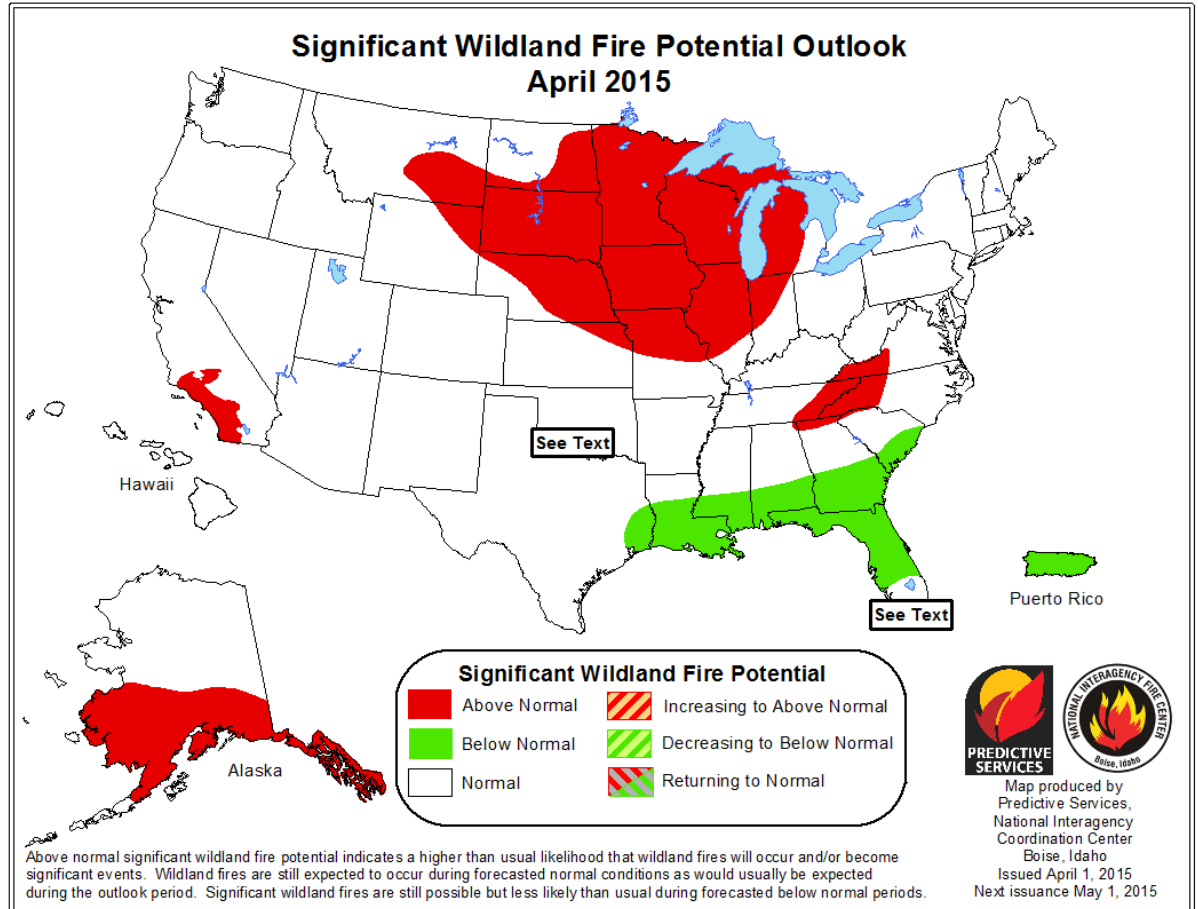 Significant Wildland Fire Potential Outlook
April 2015
See Text
Hawaii
Puerto Rico
See Text
Alaska
Significant Wildland Fire Potential
Above Normal
Increasing to Above Normal
Below Normal
Decreasing to Below Normal
Normal
Returning to Normal
PREDICTIVE
SERVICES
NATIONAL INTERAGENCY FIRE CENTER
Boise, Idaho
Map produced by
Predictive Services,
National Interagency
Coordination Center
Boise, Idaho
Issued April 1, 2015
Next issuance May 1, 2015
Above normal significant wildland fire potential indicates a higher than usual likelihood that wildland fires will occur and/or become
significant events. Wildland fires are still expected to occur during forecasted normal conditions as would usually be expected
during the outlook period. Significant wildland fires are still possible but less likely than usual during forecasted below normal periods.